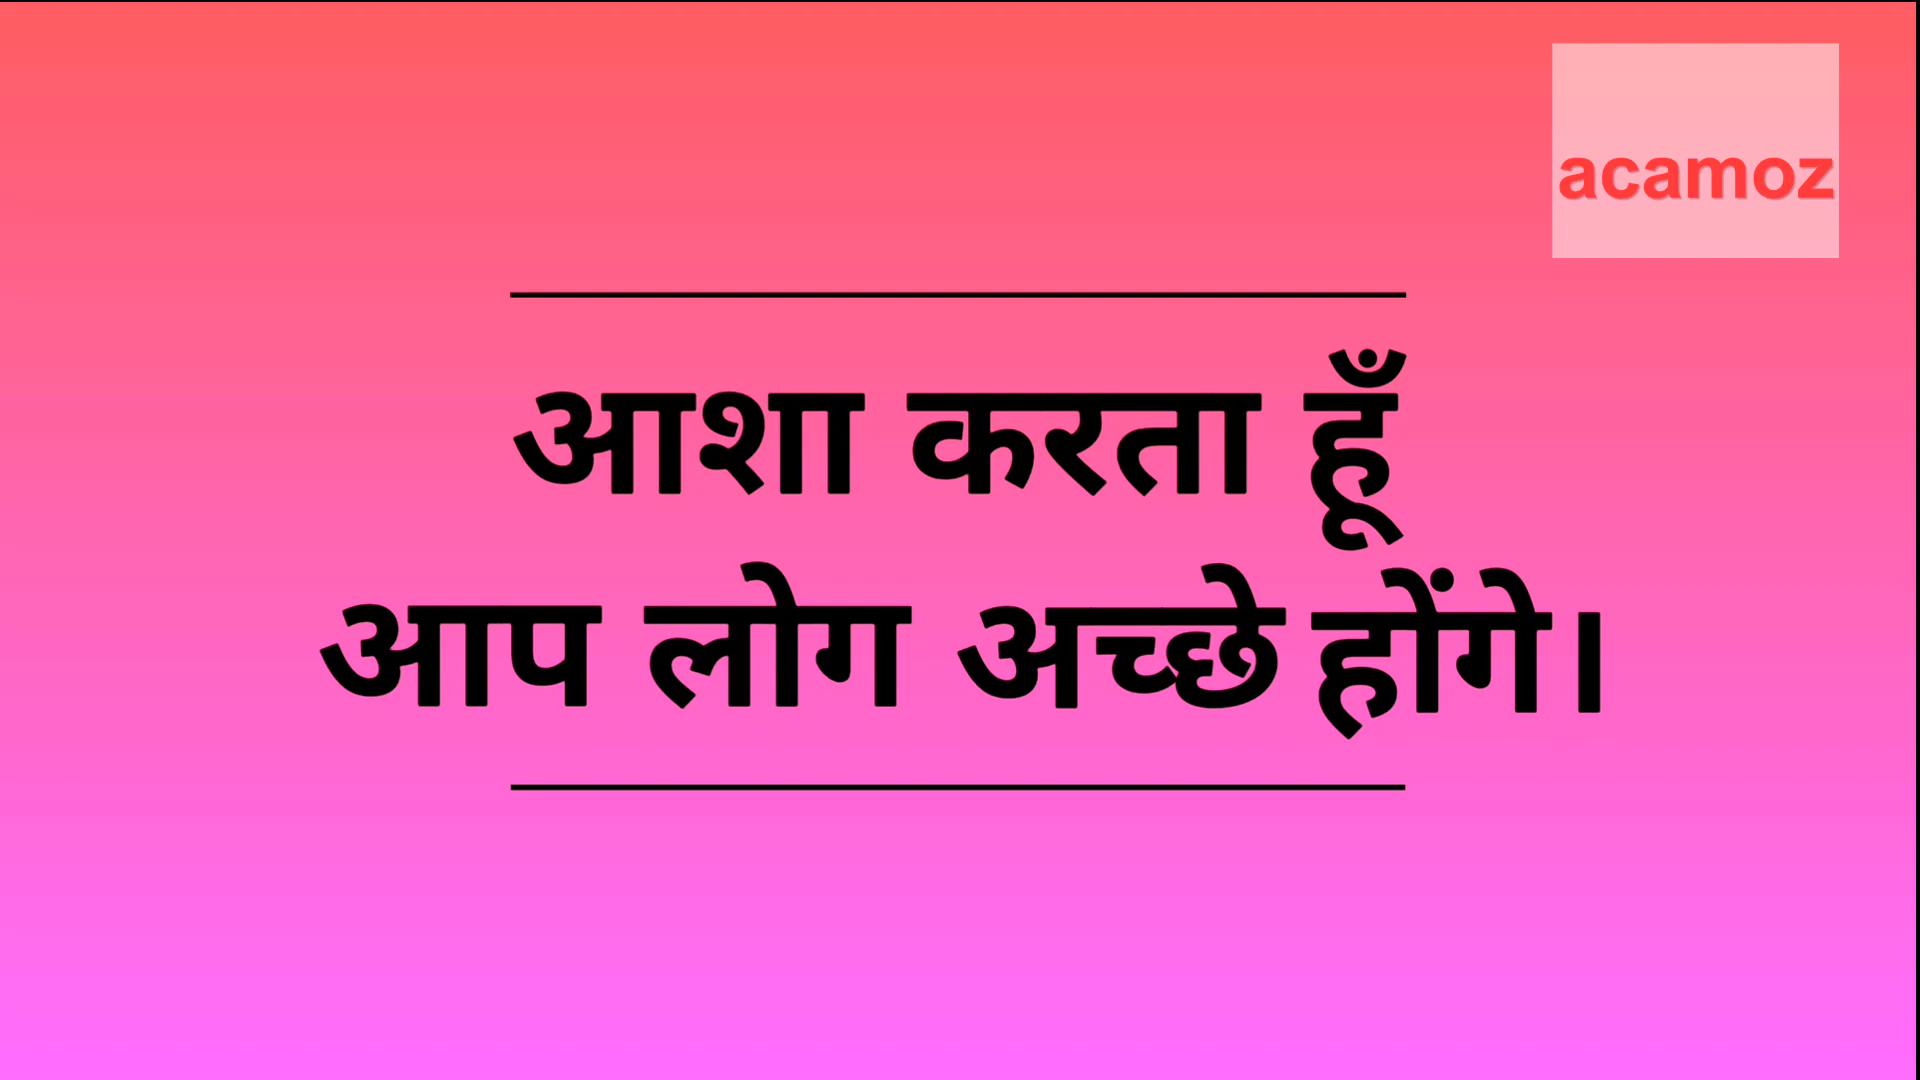 acamoz
आशा करता हूँ
आप लोग अच्छे होंगे।